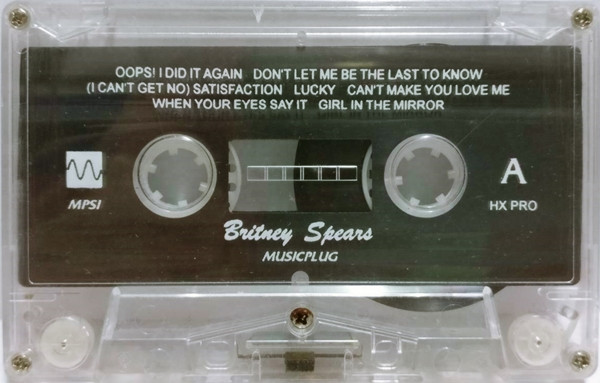 OOPS! I DID IT AGAIN DON'T LET ME BE THE LAST TO KNOW
(I CAN'T GET NO) SATISFACTION LUCKY CAN'T MAKE YOU LOVE ME
WHEN YOUR EYES SAY IT GIRL IN THE MIRROR
MPSI
A
HX PRO
Britney Spears
MUSICPLUG